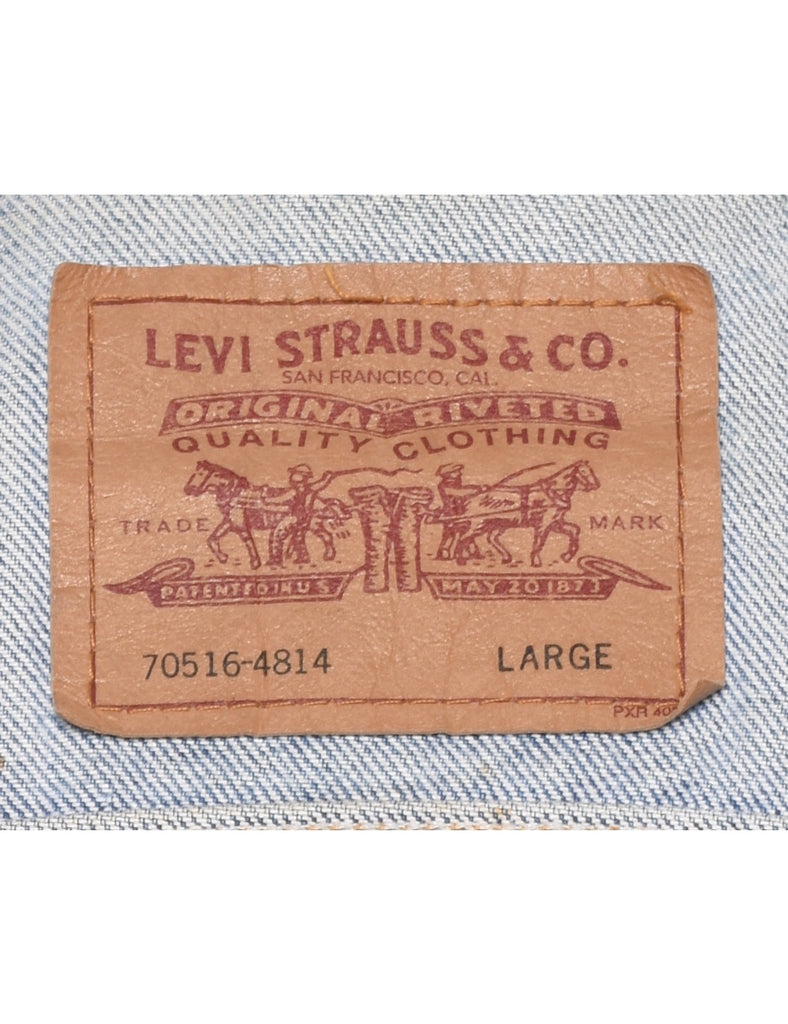 LEVI STRAUSS & CO.
SAN FRANCISCO, CAL.
ORIGINAL RIVETED
QUALITY CLOTHING
TRADE MARK
PATENTED IN U S MAY 20 1873
70516-4814 LARGE
PXR